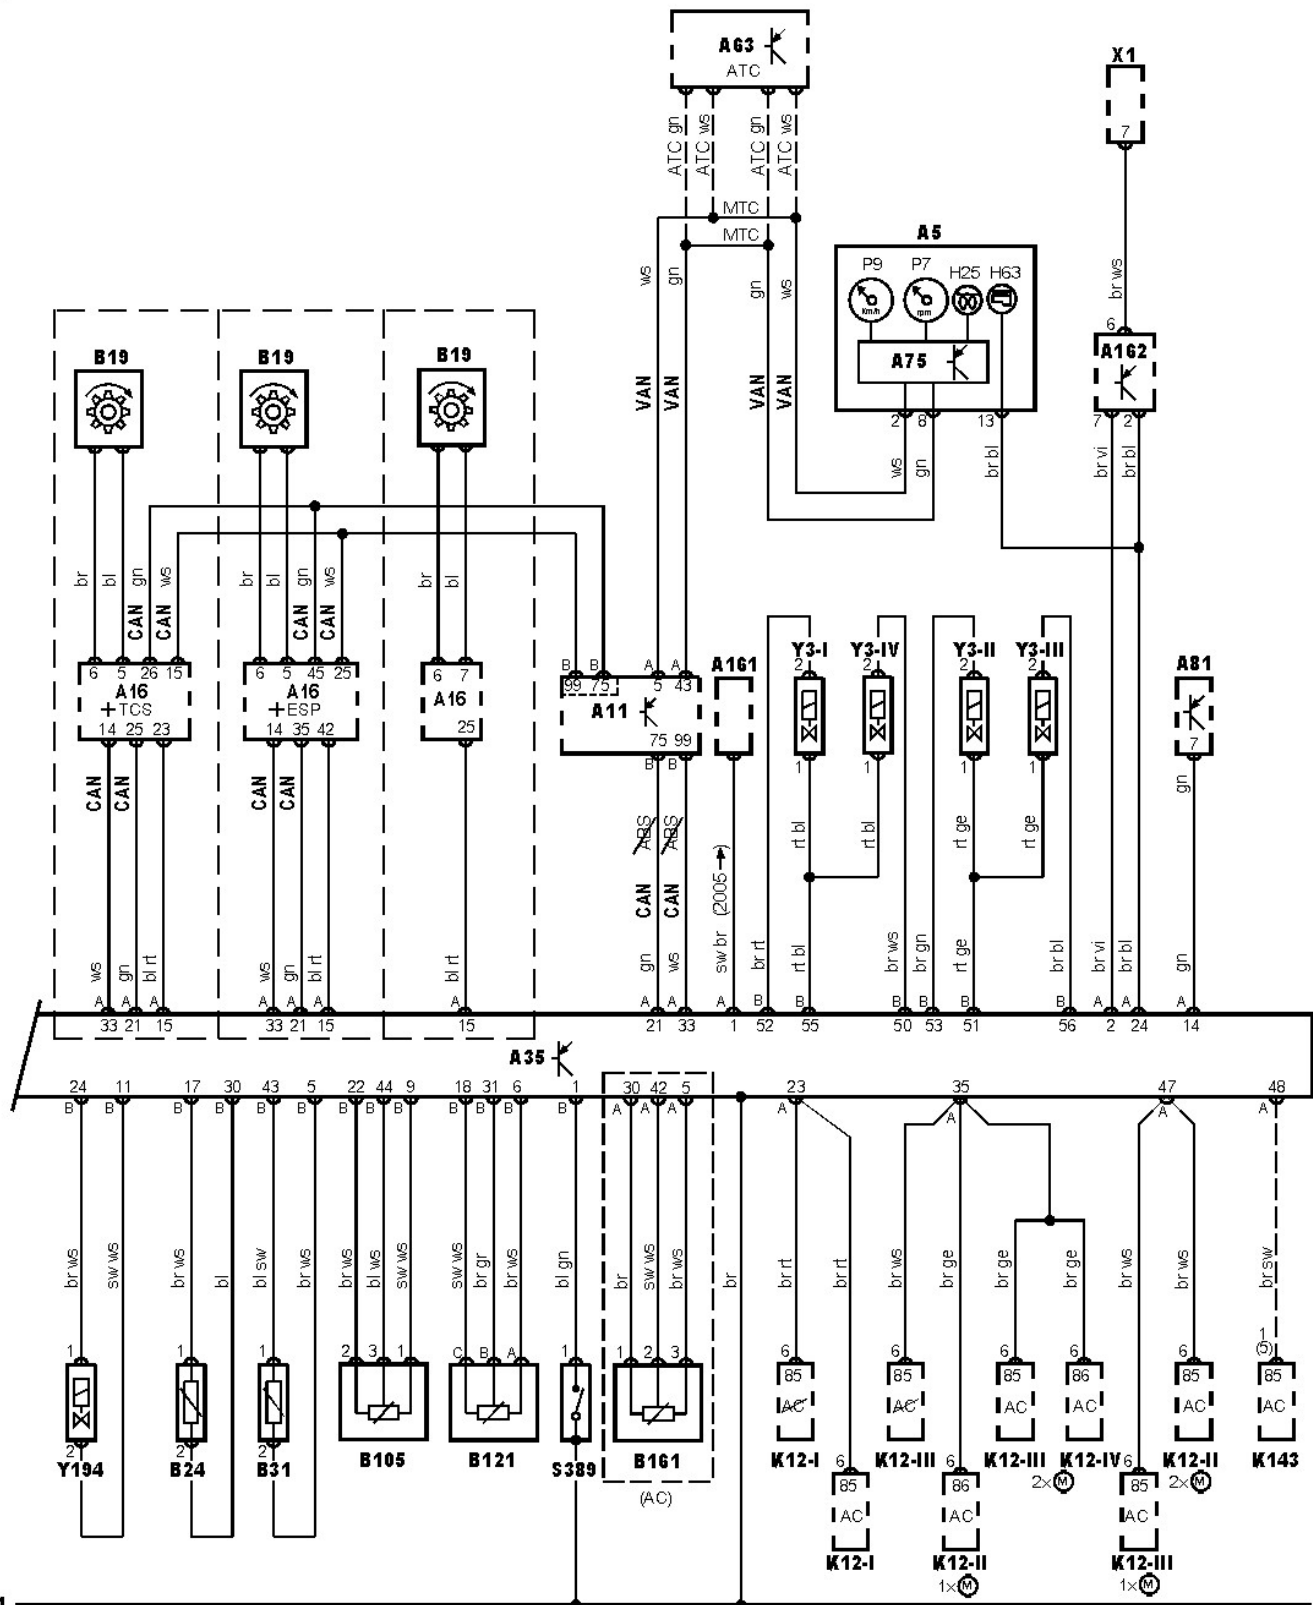 A63
ATC
X1
7
ATC gn
ATC ws
ATC gn
ATC ws
MTC
MTC
ws
gn
gn
ws
A5
P9
P7
H25
H63
Km/h
rpm
A75
br ws
6
A162
B19
B19
B19
VAN
VAN
VAN
VAN
2
8
13
7
2
ws
gn
br bl
br vi
br bl
br
bl
gn
ws
br
bl
gn
ws
br
bl
CAN
CAN
CAN
CAN
6
5
26
15
6
5
45
25
6
7
A16
+TCS
A16
+ESP
A16
14
25
23
14
35
42
25
B
B
A
A
99
75
5
43
A11
75
99
B
B
A161
Y3-I
Y3-IV
Y3-II
Y3-III
2
2
2
2
1
1
1
1
A81
7
gn
CAN
CAN
CAN
CAN
ABS
ABS
CAN
CAN
rt bl
rt bl
rt ge
rt ge
ws
gn
bl rt
ws
gn
bl rt
bl rt
gn
ws
sw br (2005→)
br rt
rt bl
br ws
br gn
rt ge
br bl
br vi
br bl
gn
A
A
A
A
A
A
A
A
A
A
B
B
B
B
B
B
A
A
A
33
21
15
33
21
15
15
21
33
1
52
55
50
53
51
56
2
24
14
A35
24
11
17
30
43
5
22
44
9
18
31
6
1
30
42
5
23
35
47
48
B
B
B
B
B
B
B
B
B
B
B
B
B
A
A
A
A
A
A
A
br ws
sw ws
br ws
bl
bl sw
br ws
br ws
bl ws
sw ws
sw ws
br gr
br ws
bl gn
br
sw ws
br ws
br
br rt
br rt
br ws
br ge
br ge
br ge
br ws
br ws
br sw
1
1
1
2
3
1
C
B
A
1
1
2
3
6
6
6
6
6
1
(5)
85
85
85
86
85
85
AC
AC
AC
AC
AC
AC
2
2
2
Y194
B24
B31
B105
B121
S389
B161
K12-I
K12-III
K12-III
K12-IV
K12-II
K143
2x M
2x M
(AC)
6
6
6
85
86
85
AC
AC
AC
K12-I
K12-II
K12-III
1x M
1x M